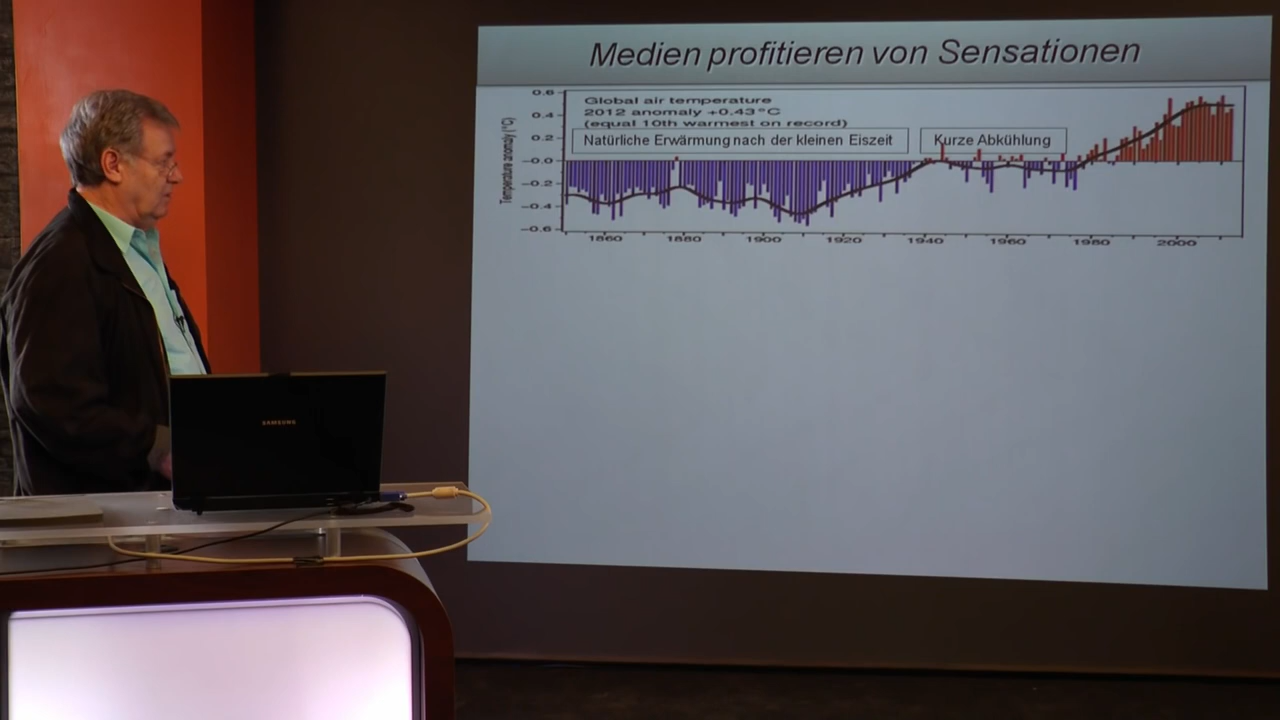 Medien profitieren von Sensationen
0.6
0.4
0.2
-0.0
-0.2
-0.4
-0.6
Temperature anomaly (°C)
Global air temperature
2012 anomaly +0.43°C
(equal 10th warmest on record)
Natürliche Erwärmung nach der kleinen Eiszeit
Kurze Abkühlung
1860 1880 1900 1920 1940 1960 1980 2000
SAMSUNG